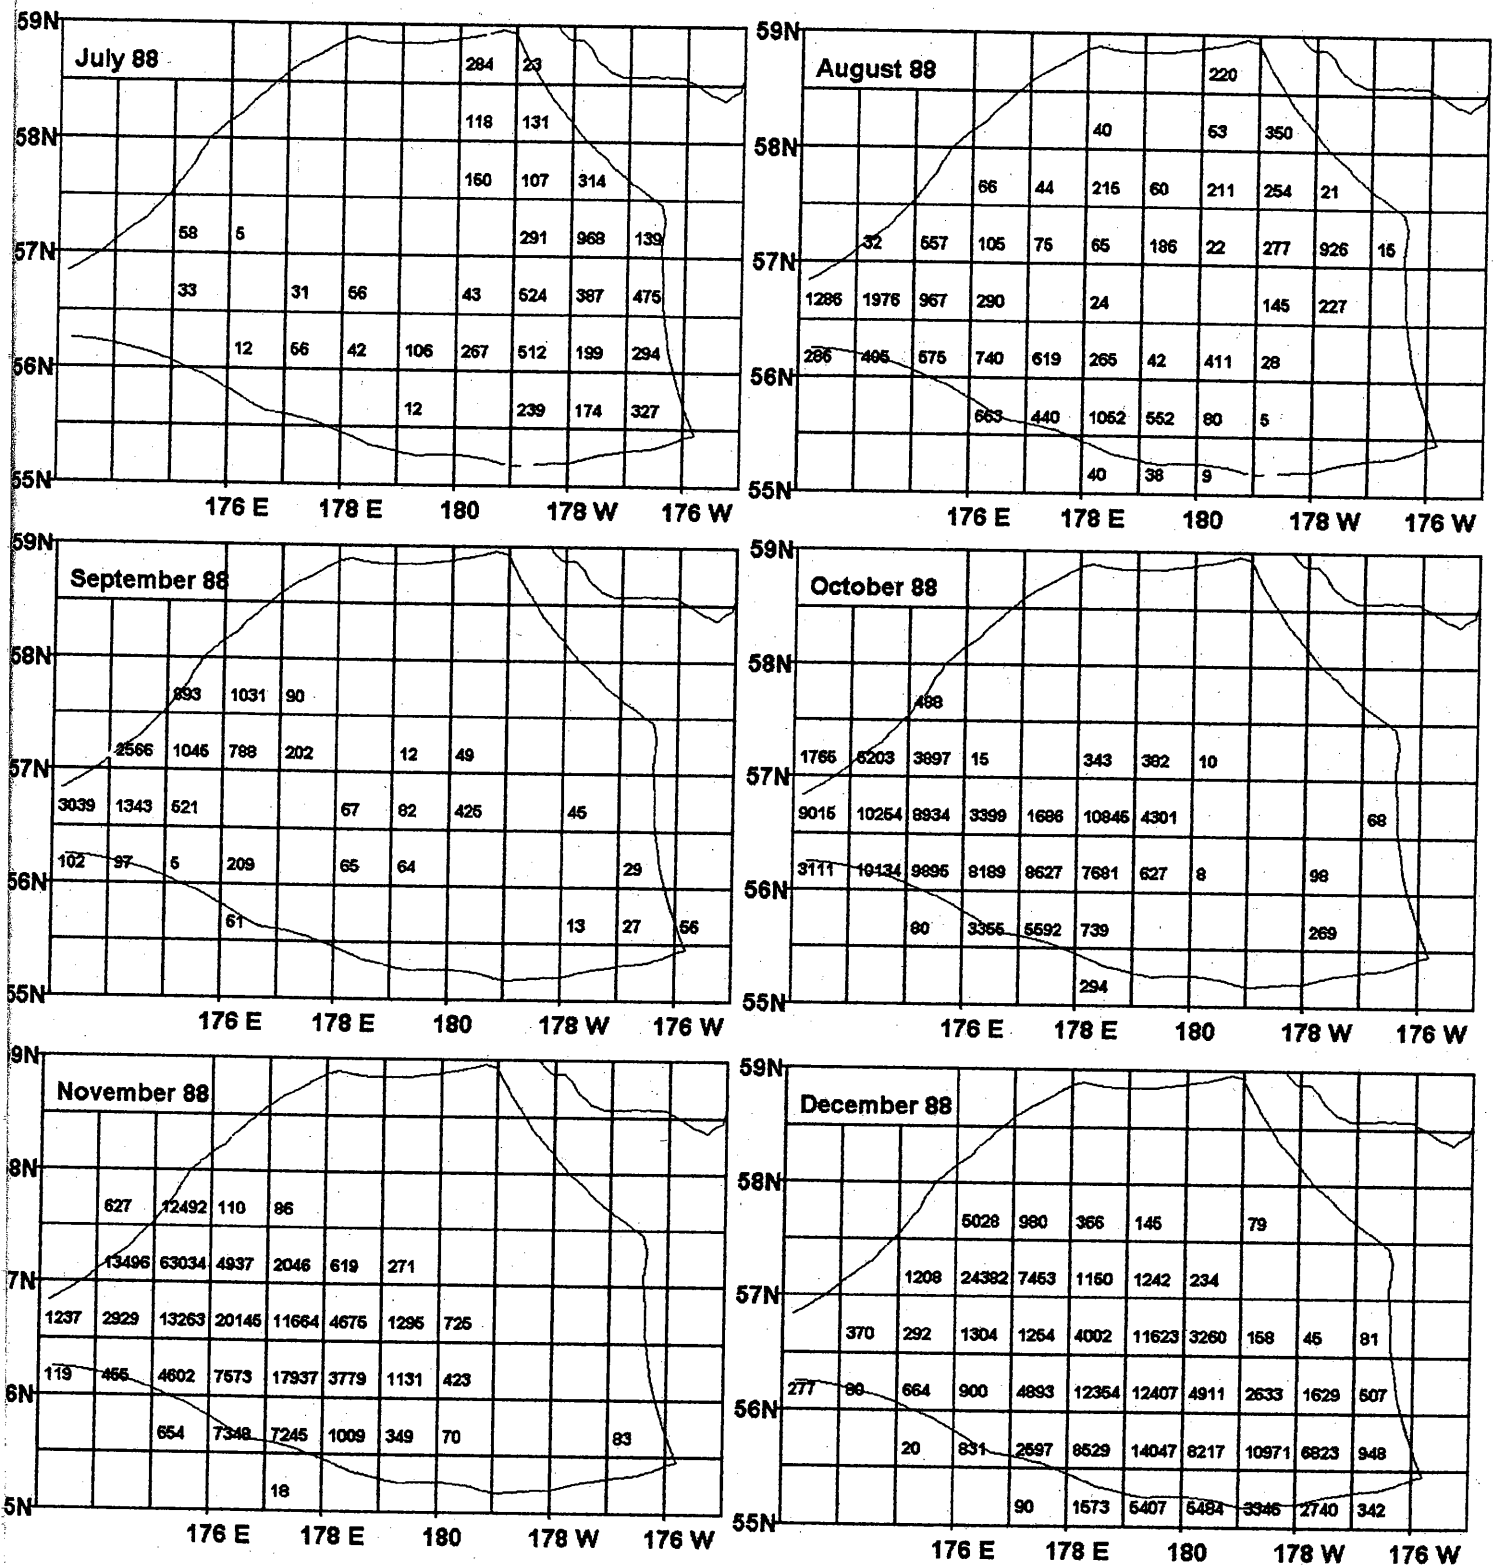 59N
July 88
284 23
118 131
58N
160 107 314
58 5 291 968 139
57N
33 31 56 43 524 387 475
12 56 42 106 267 512 199 294
56N
12 239 174 327
55N
176 E 178 E 180 178 W 176 W
59N
August 88
220
40 53 350
58N
66 44 215 60 211 254 21
32 557 105 75 65 186 22 277 926 15
57N
1286 1976 967 290 24 145 227
286 405 575 740 619 265 42 411 28
56N
663 440 1052 552 80 5
40 38 9
55N
176 E 178 E 180 178 W 176 W
59N
September 88
58N
893 1031 90
2566 1045 788 202 12 49
57N
3039 1343 521 67 82 425 45
102 97 5 209 65 64 29
56N
61 13 27 56
55N
176 E 178 E 180 178 W 176 W
59N
October 88
58N
488
1765 5203 3897 15 343 382 10
57N
9015 10254 8934 3399 1686 10845 4301 68
3111 10134 9895 8189 8627 7681 627 8 98
56N
80 3355 5592 739 269
294
55N
176 E 178 E 180 178 W 176 W
9N
November 88
8N
627 12492 110 86
13496 63034 4937 2046 619 271
7N
1237 2929 13263 20145 11664 4675 1295 725
119 455 4602 7573 17937 3779 1131 423
6N
654 7348 7245 1009 349 70 83
18
5N
176 E 178 E 180 178 W 176 W
59N
December 88
58N
5028 980 366 145 79
1208 24382 7453 1150 1242 234
57N
370 292 1304 1254 4002 11623 3260 158 45 81
277 80 664 900 4893 12354 12407 4911 2633 1629 507
56N
20 831 2597 8529 14047 8217 10971 6823 948
90 1573 5407 5484 3345 2740 342
55N
176 E 178 E 180 178 W 176 W